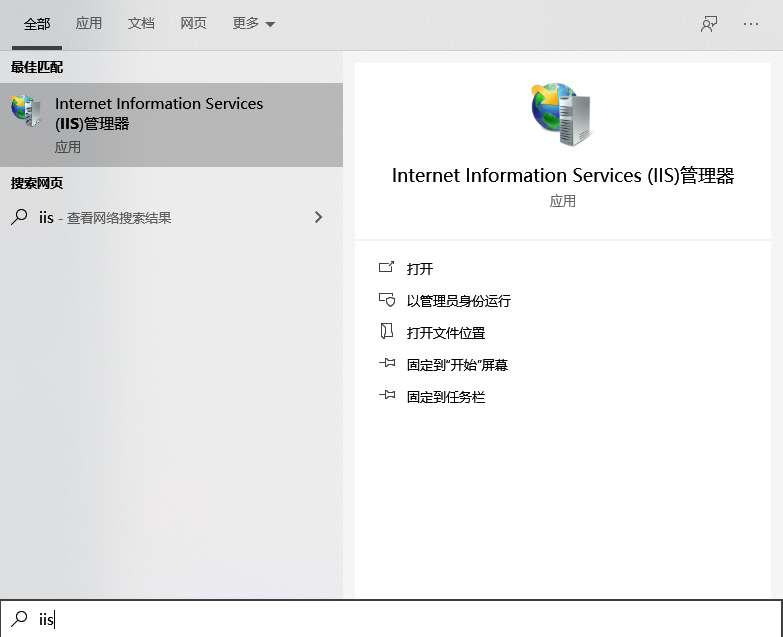 全部 应用 文档 网页 更多
最佳匹配
Internet Information Services
(IIS)管理器
应用
搜索网页
iis - 查看网络搜索结果
Internet Information Services (IIS)管理器
应用
打开
以管理员身份运行
打开文件位置
固定到"开始"屏幕
固定到任务栏
iis